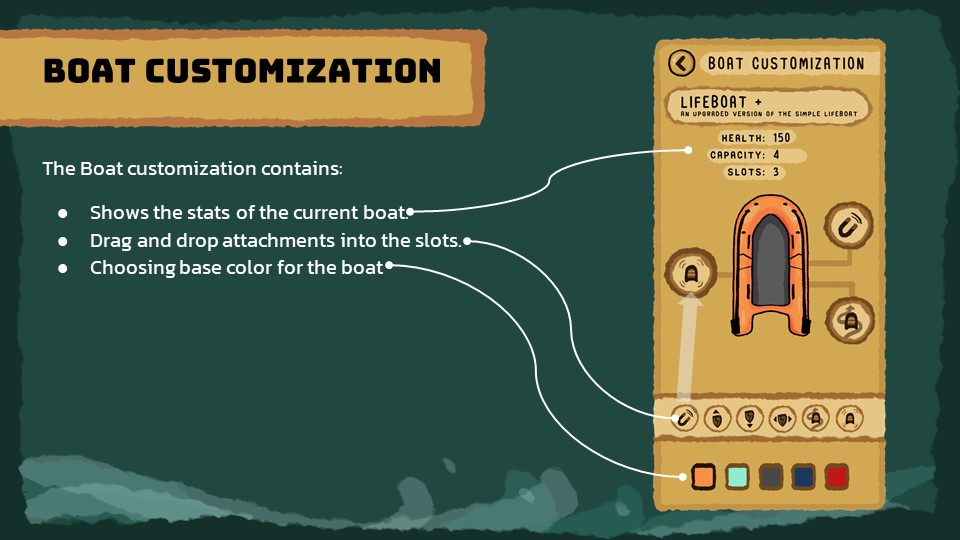 BOAT CUSTOMIZATION
The Boat customization contains:
● Shows the stats of the current boat.
● Drag and drop attachments into the slots.
● Choosing base color for the boat
BOAT CUSTOMIZATION
LIFEBOAT +
AN UPGRADED VERSION OF THE SIMPLE LIFEBOAT
HEALTH: 150
CAPACITY: 4
SLOTS: 3